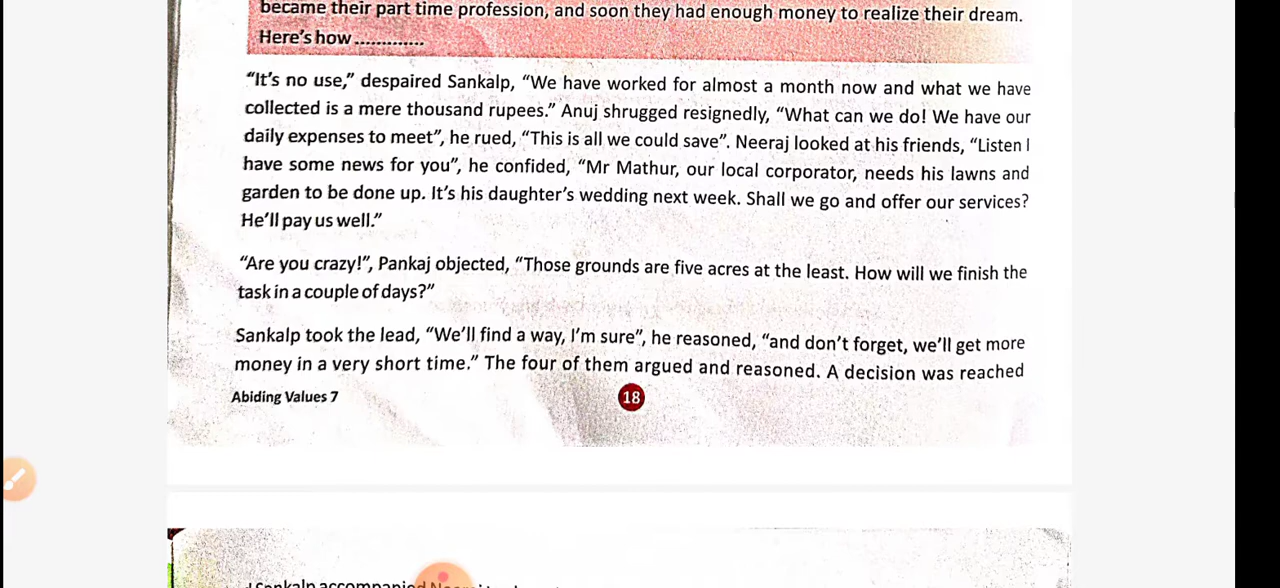 became their part time profession, and soon they had enough money to realize their dream.
Here's how .............
“It's no use,” despaired Sankalp, “We have worked for almost a month now and what we have
collected is a mere thousand rupees.” Anuj shrugged resignedly, “What can we do! We have our
daily expenses to meet”, he rued, “This is all we could save”. Neeraj looked at his friends, “Listen I
have some news for you”, he confided, “Mr Mathur, our local corporator, needs his lawns and
garden to be done up. It's his daughter's wedding next week. Shall we go and offer our services?
He'll pay us well.”
“Are you crazy!”, Pankaj objected, “Those grounds are five acres at the least. How will we finish the
task in a couple of days?”
Sankalp took the lead, “We'll find a way, I'm sure”, he reasoned, “and don't forget, we'll get more
money in a very short time.” The four of them argued and reasoned. A decision was reached
Abiding Values 7
18
Sankalp accompanied